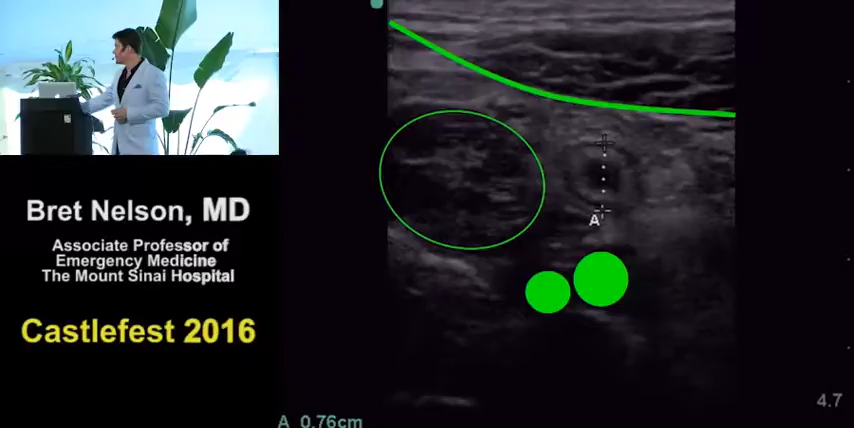 Bret Nelson, MD
Associate Professor of
Emergency Medicine
The Mount Sinai Hospital
Castlefest 2016
A
A 0.76cm
4.7